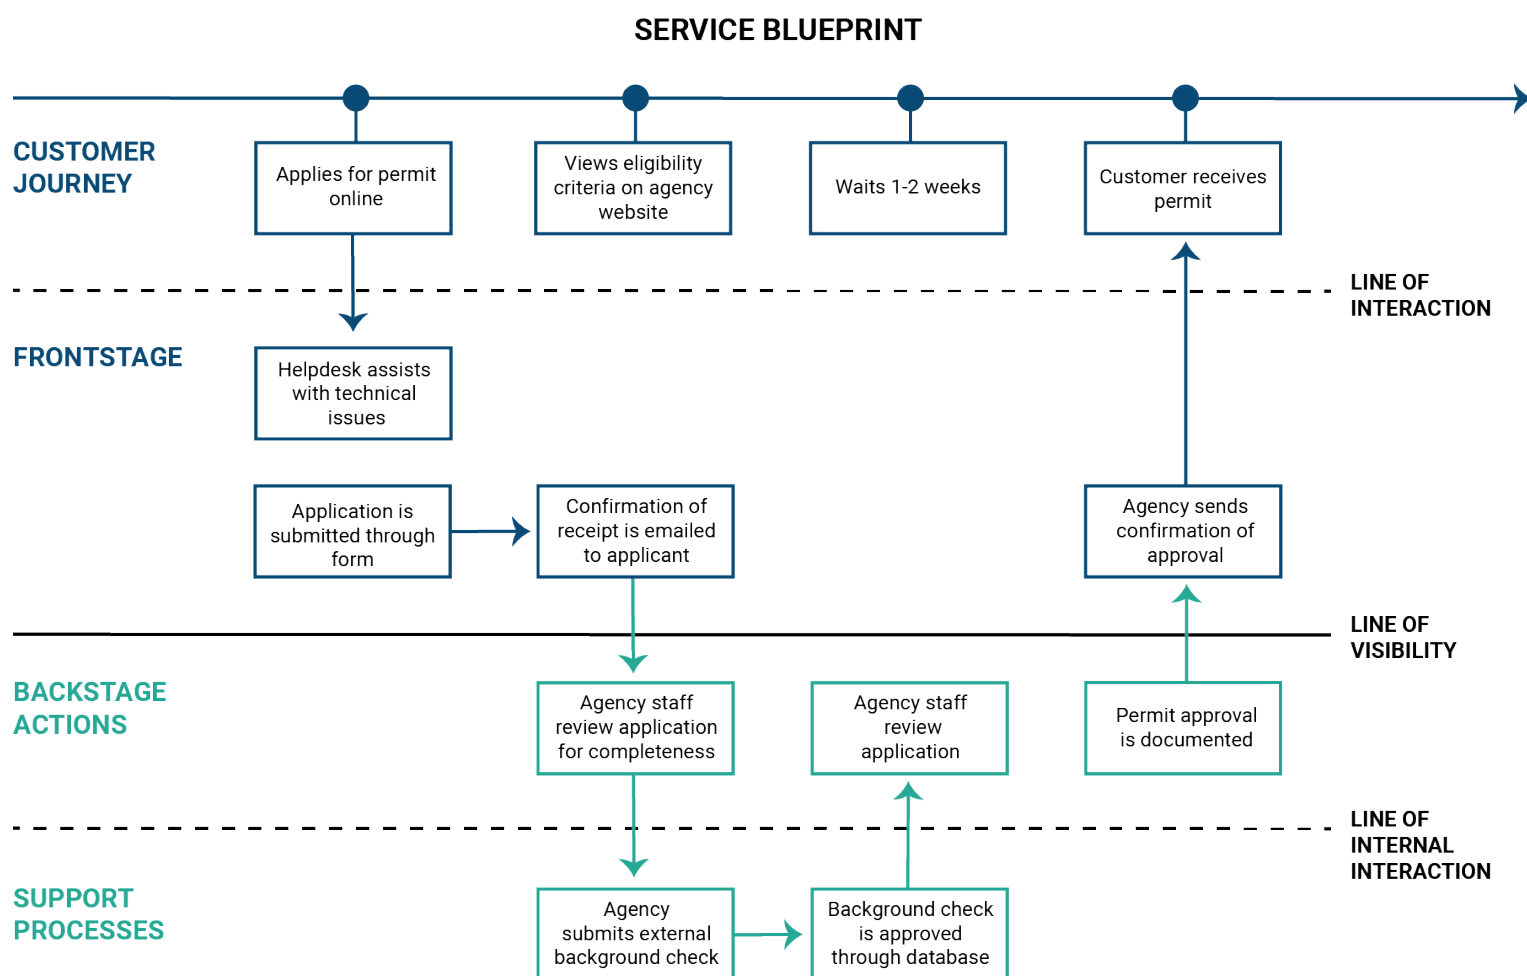 SERVICE BLUEPRINT
CUSTOMER
JOURNEY
Applies for permit
online
Views eligibility
criteria on agency
website
Waits 1-2 weeks
Customer receives
permit
LINE OF
INTERACTION
FRONTSTAGE
Helpdesk assists
with technical
issues
Application is
submitted through
form
Confirmation of
receipt is emailed
to applicant
Agency sends
confirmation of
approval
LINE OF
VISIBILITY
BACKSTAGE
ACTIONS
Agency staff
review application
for completeness
Agency staff
review
application
Permit approval
is documented
LINE OF
INTERNAL
INTERACTION
SUPPORT
PROCESSES
Agency
submits external
background check
Background check
is approved
through database